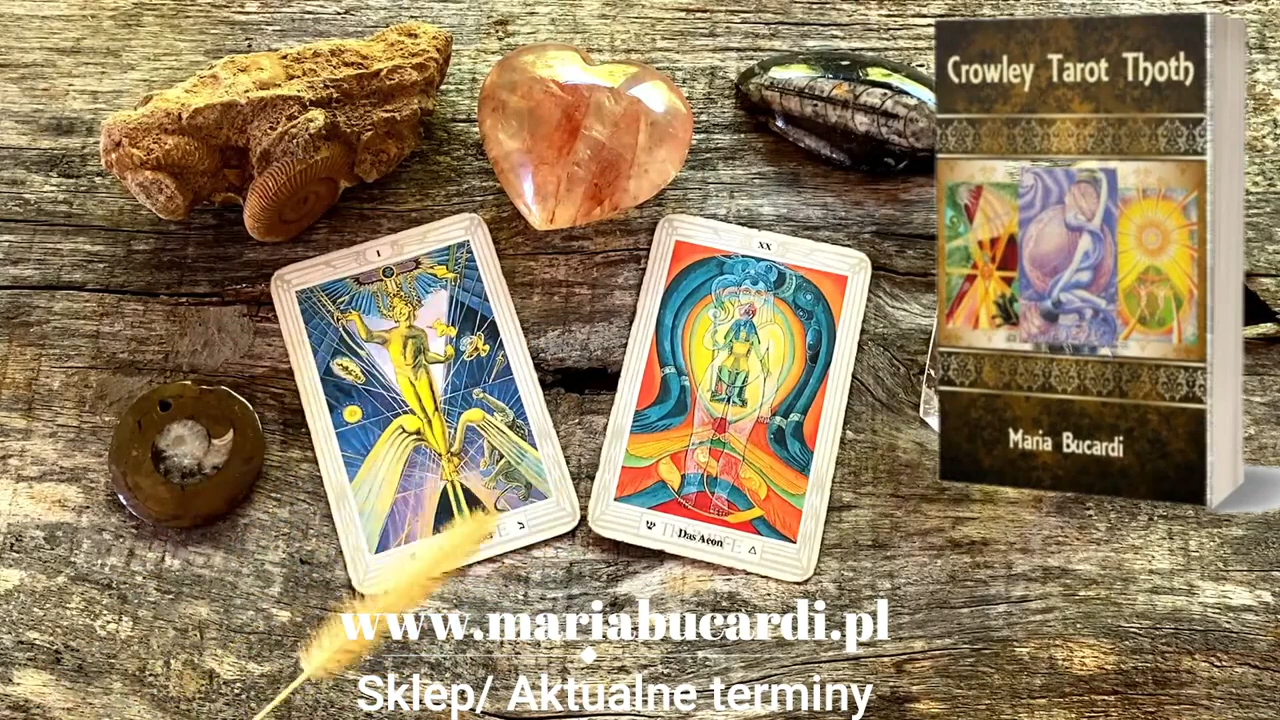 Crowley Tarot Thoth
I
XX
Das Aeon
Maria Bucardi
www.mariabucardi.pl
Sklep/ Aktualne terminy